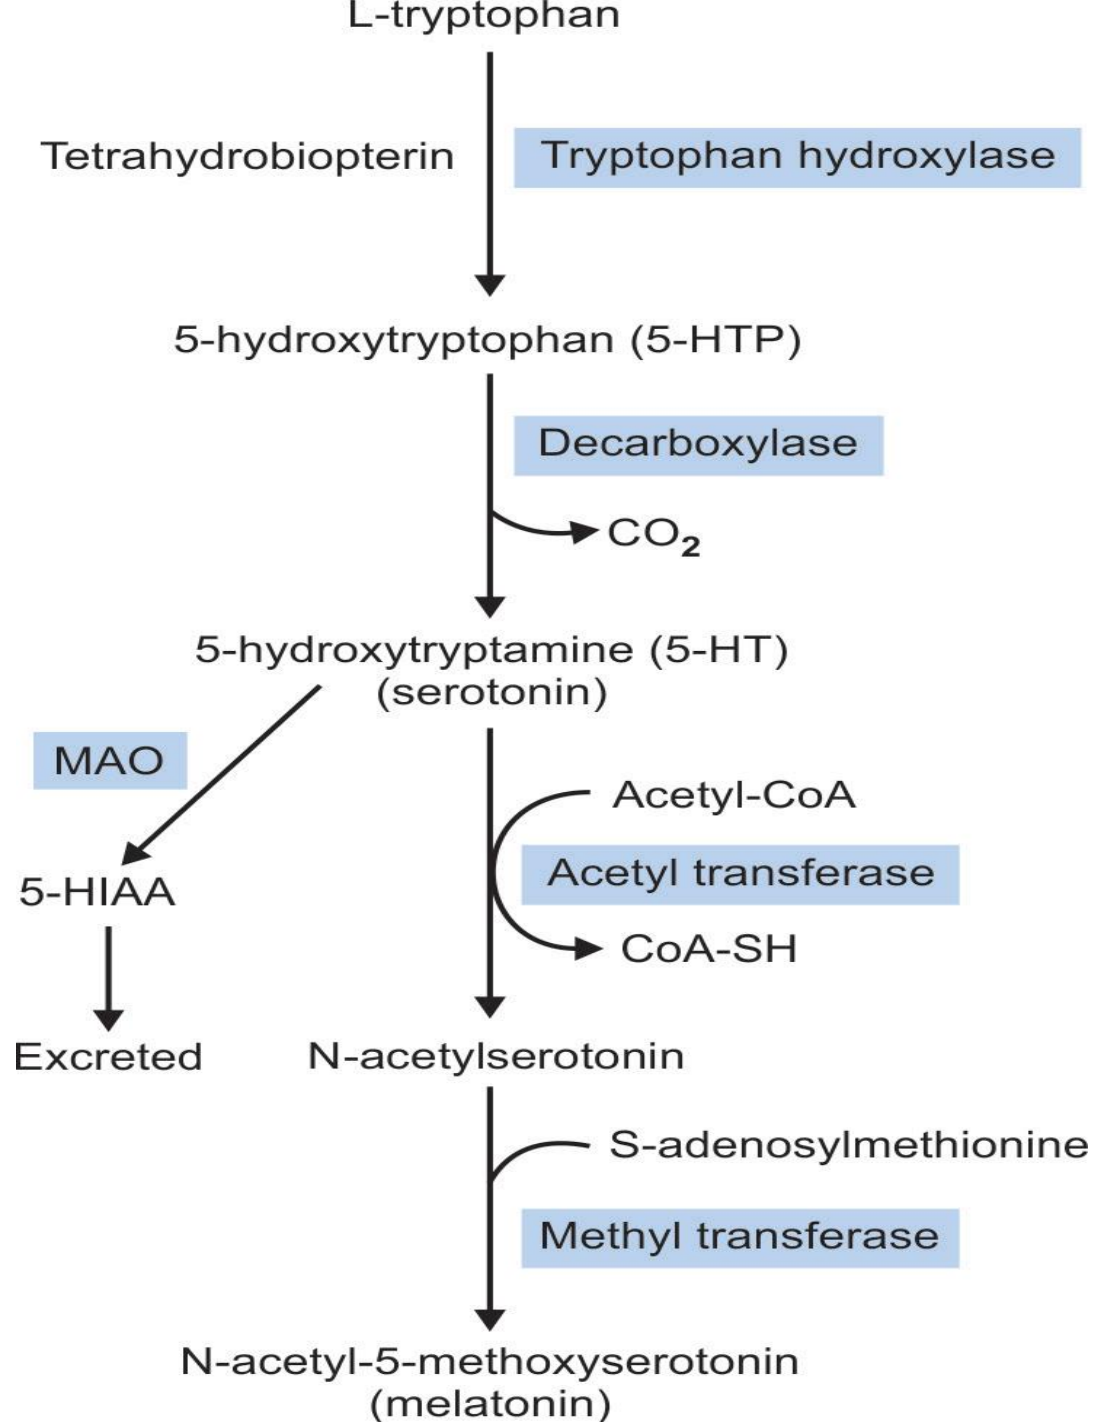 L-tryptophan
Tetrahydrobiopterin
Tryptophan hydroxylase
5-hydroxytryptophan (5-HTP)
Decarboxylase
CO₂
5-hydroxytryptamine (5-HT)
(serotonin)
MAO
Acetyl-CoA
Acetyl transferase
5-HIAA
CoA-SH
Excreted
N-acetylserotonin
S-adenosylmethionine
Methyl transferase
N-acetyl-5-methoxyserotonin
(melatonin)